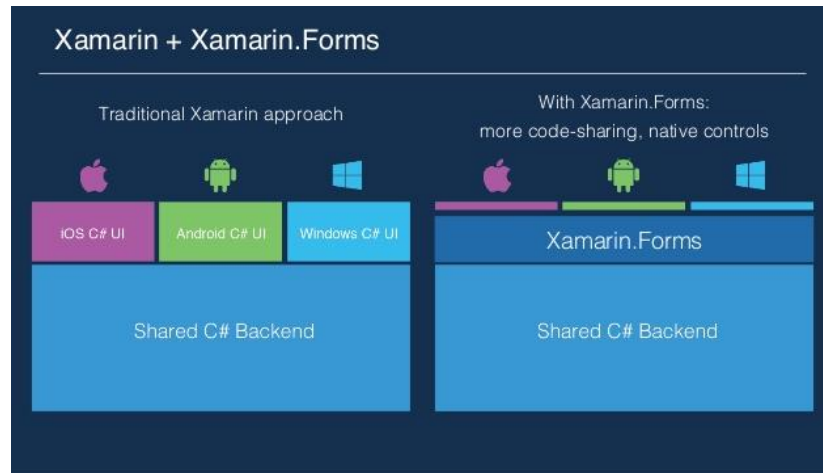 Xamarin + Xamarin.Forms
Traditional Xamarin approach
With Xamarin.Forms:
more code-sharing, native controls
iOS C# UI
Android C# UI
Windows C# UI
Shared C# Backend
Xamarin.Forms
Shared C# Backend